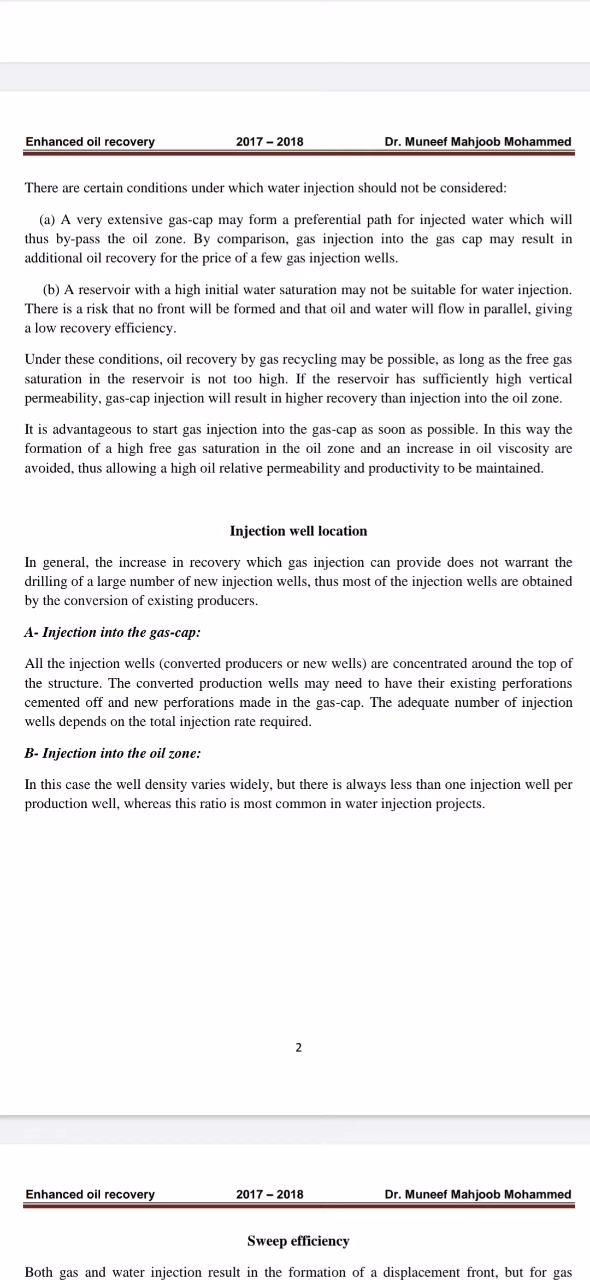 Enhanced oil recovery 2017 – 2018 Dr. Muneef Mahjoob Mohammed
There are certain conditions under which water injection should not be considered:
(a) A very extensive gas-cap may form a preferential path for injected water which will
thus by-pass the oil zone. By comparison, gas injection into the gas cap may result in
additional oil recovery for the price of a few gas injection wells.
(b) A reservoir with a high initial water saturation may not be suitable for water injection.
There is a risk that no front will be formed and that oil and water will flow in parallel, giving
a low recovery efficiency.
Under these conditions, oil recovery by gas recycling may be possible, as long as the free gas
saturation in the reservoir is not too high. If the reservoir has sufficiently high vertical
permeability, gas-cap injection will result in higher recovery than injection into the oil zone.
It is advantageous to start gas injection into the gas-cap as soon as possible. In this way the
formation of a high free gas saturation in the oil zone and an increase in oil viscosity are
avoided, thus allowing a high oil relative permeability and productivity to be maintained.
Injection well location
In general, the increase in recovery which gas injection can provide does not warrant the
drilling of a large number of new injection wells, thus most of the injection wells are obtained
by the conversion of existing producers.
A- Injection into the gas-cap:
All the injection wells (converted producers or new wells) are concentrated around the top of
the structure. The converted production wells may need to have their existing perforations
cemented off and new perforations made in the gas-cap. The adequate number of injection
wells depends on the total injection rate required.
B- Injection into the oil zone:
In this case the well density varies widely, but there is always less than one injection well per
production well, whereas this ratio is most common in water injection projects.
2
Enhanced oil recovery 2017 – 2018 Dr. Muneef Mahjoob Mohammed
Sweep efficiency
Both gas and water injection result in the formation of a displacement front, but for gas